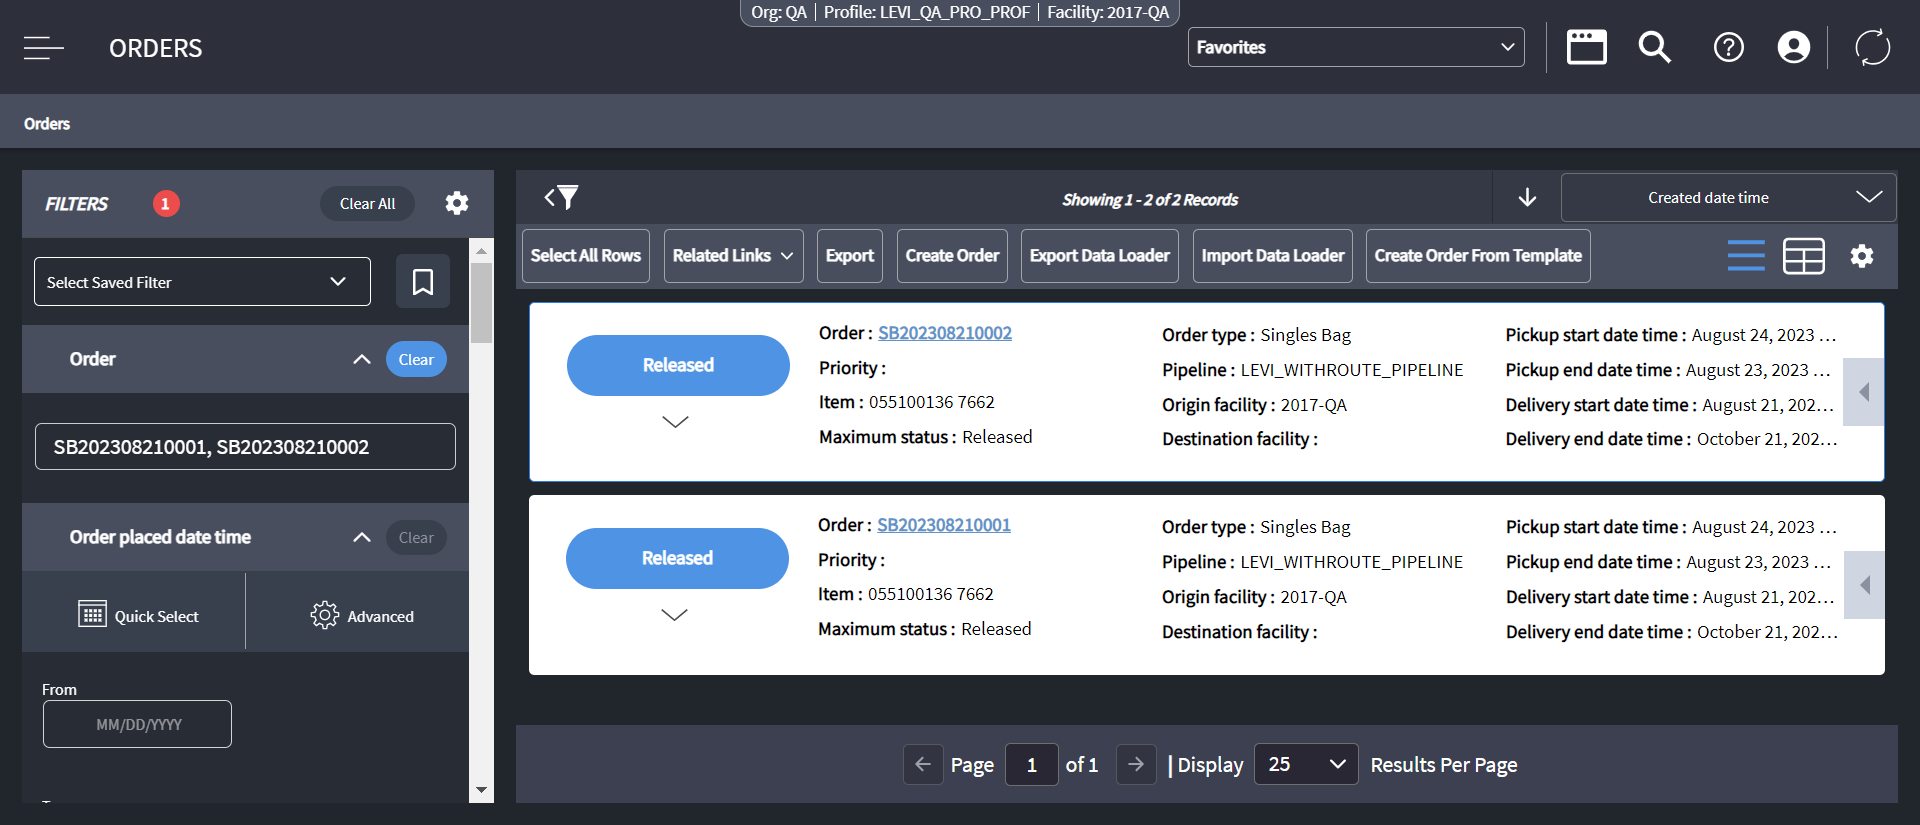 Org: QA | Profile: LEVI_QA_PRO_PROF | Facility: 2017-QA
ORDERS
Favorites
Orders
FILTERS 1 Clear All
Showing 1 - 2 of 2 Records
Created date time
Select Saved Filter
Select All Rows Related Links Export Create Order Export Data Loader Import Data Loader Create Order From Template
Order Clear
SB202308210001, SB202308210002
Order placed date time Clear
Quick Select Advanced
From
MM/DD/YYYY
Released
Order : SB202308210002
Priority :
Item : 055100136 7662
Maximum status : Released
Order type : Singles Bag
Pipeline : LEVI_WITHROUTE_PIPELINE
Origin facility : 2017-QA
Destination facility :
Pickup start date time : August 24, 2023 ...
Pickup end date time : August 23, 2023 ...
Delivery start date time : August 21, 202...
Delivery end date time : October 21, 202...
Released
Order : SB202308210001
Priority :
Item : 055100136 7662
Maximum status : Released
Order type : Singles Bag
Pipeline : LEVI_WITHROUTE_PIPELINE
Origin facility : 2017-QA
Destination facility :
Pickup start date time : August 24, 2023 ...
Pickup end date time : August 23, 2023 ...
Delivery start date time : August 21, 202...
Delivery end date time : October 21, 202...
Page 1 of 1 | Display 25 Results Per Page